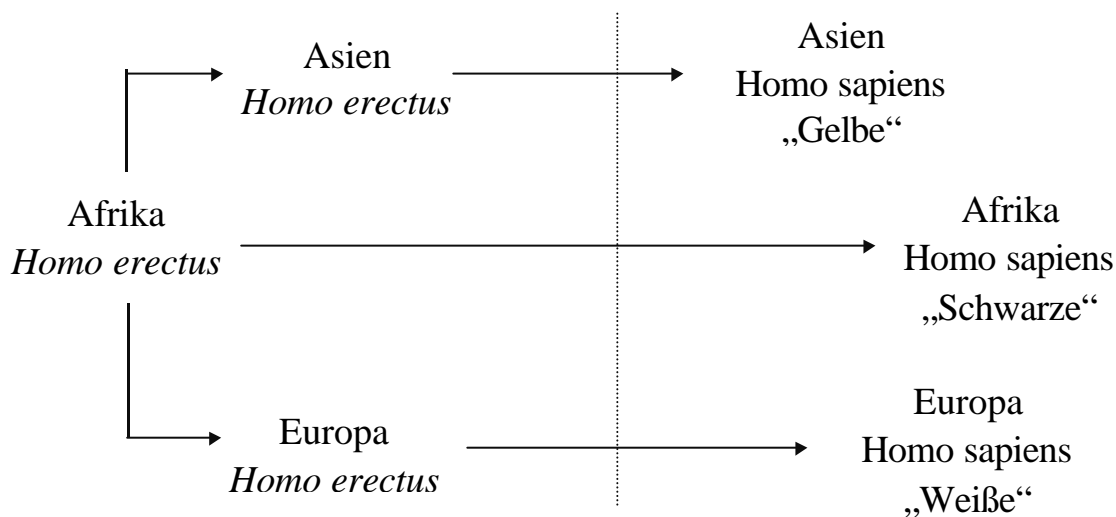 Asien
Homo erectus
Asien
Homo sapiens
„Gelbe“
Afrika
Homo erectus
Afrika
Homo sapiens
„Schwarze“
Europa
Homo erectus
Europa
Homo sapiens
„Weiße“